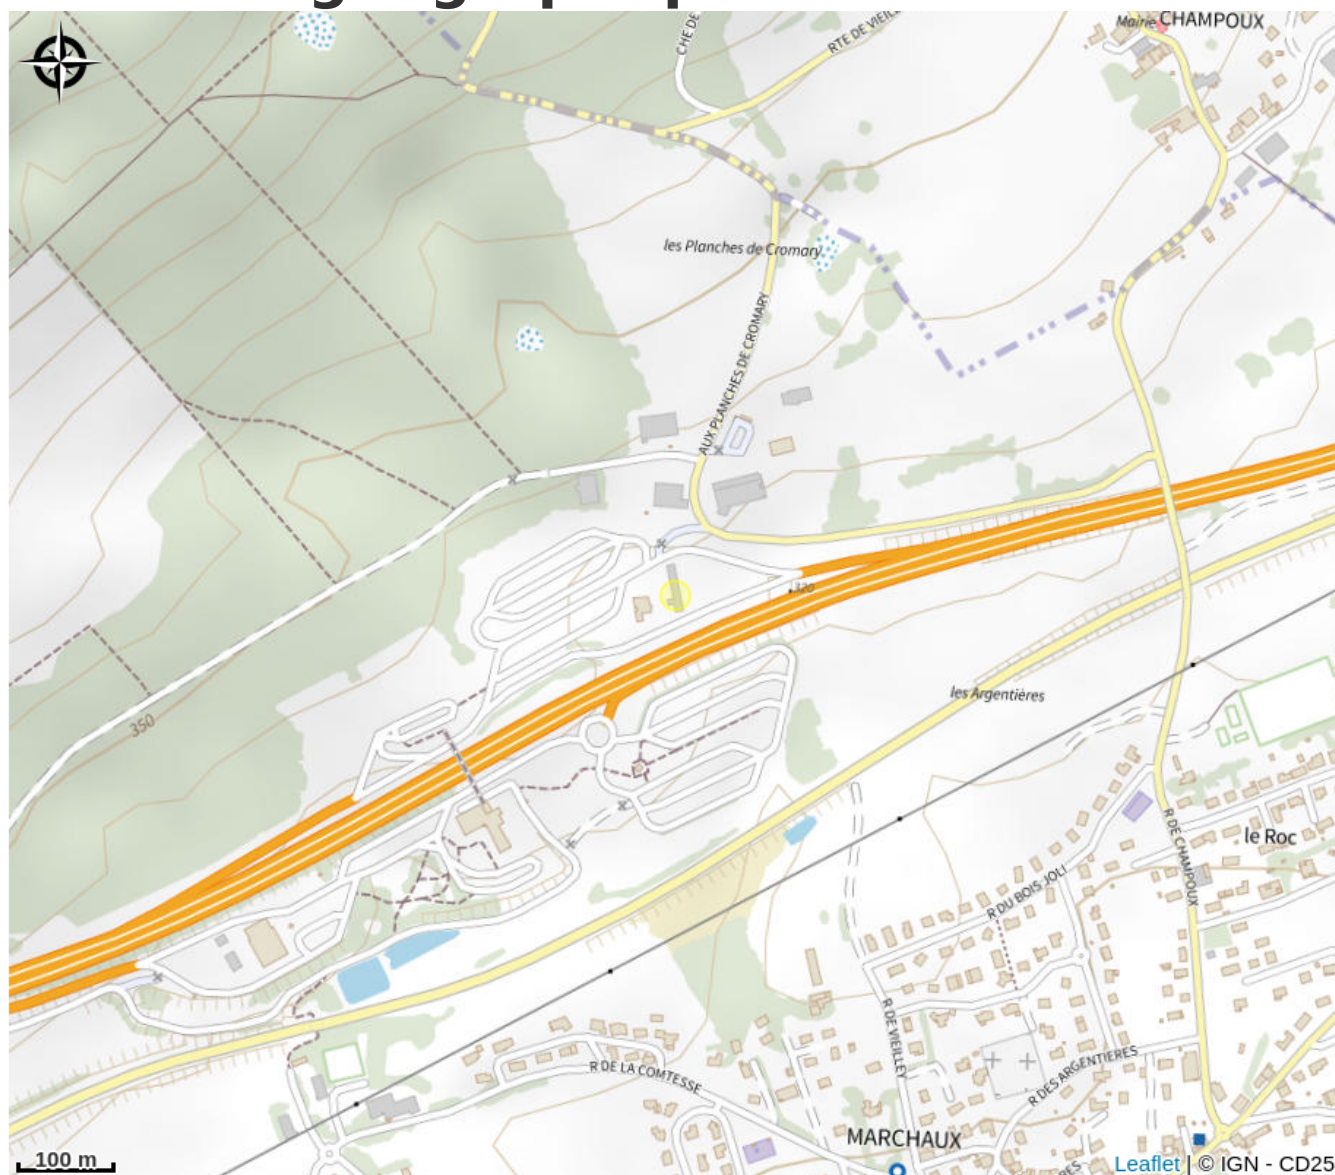 CHAMPOUX
Mairie
CHE DE
RTE DE VIEILL
les Planches de Cromary
AUX PLANCHES DE CROMARY
320
les Argentières
350
le Roc
R DE CHAMPOUX
R DU BOIS JOLI
R DE VIEILLEY
R DES ARGENTIERES
R DE LA COMTESSE
MARCHAUX
RES
100 m
Leaflet | © IGN - CD25